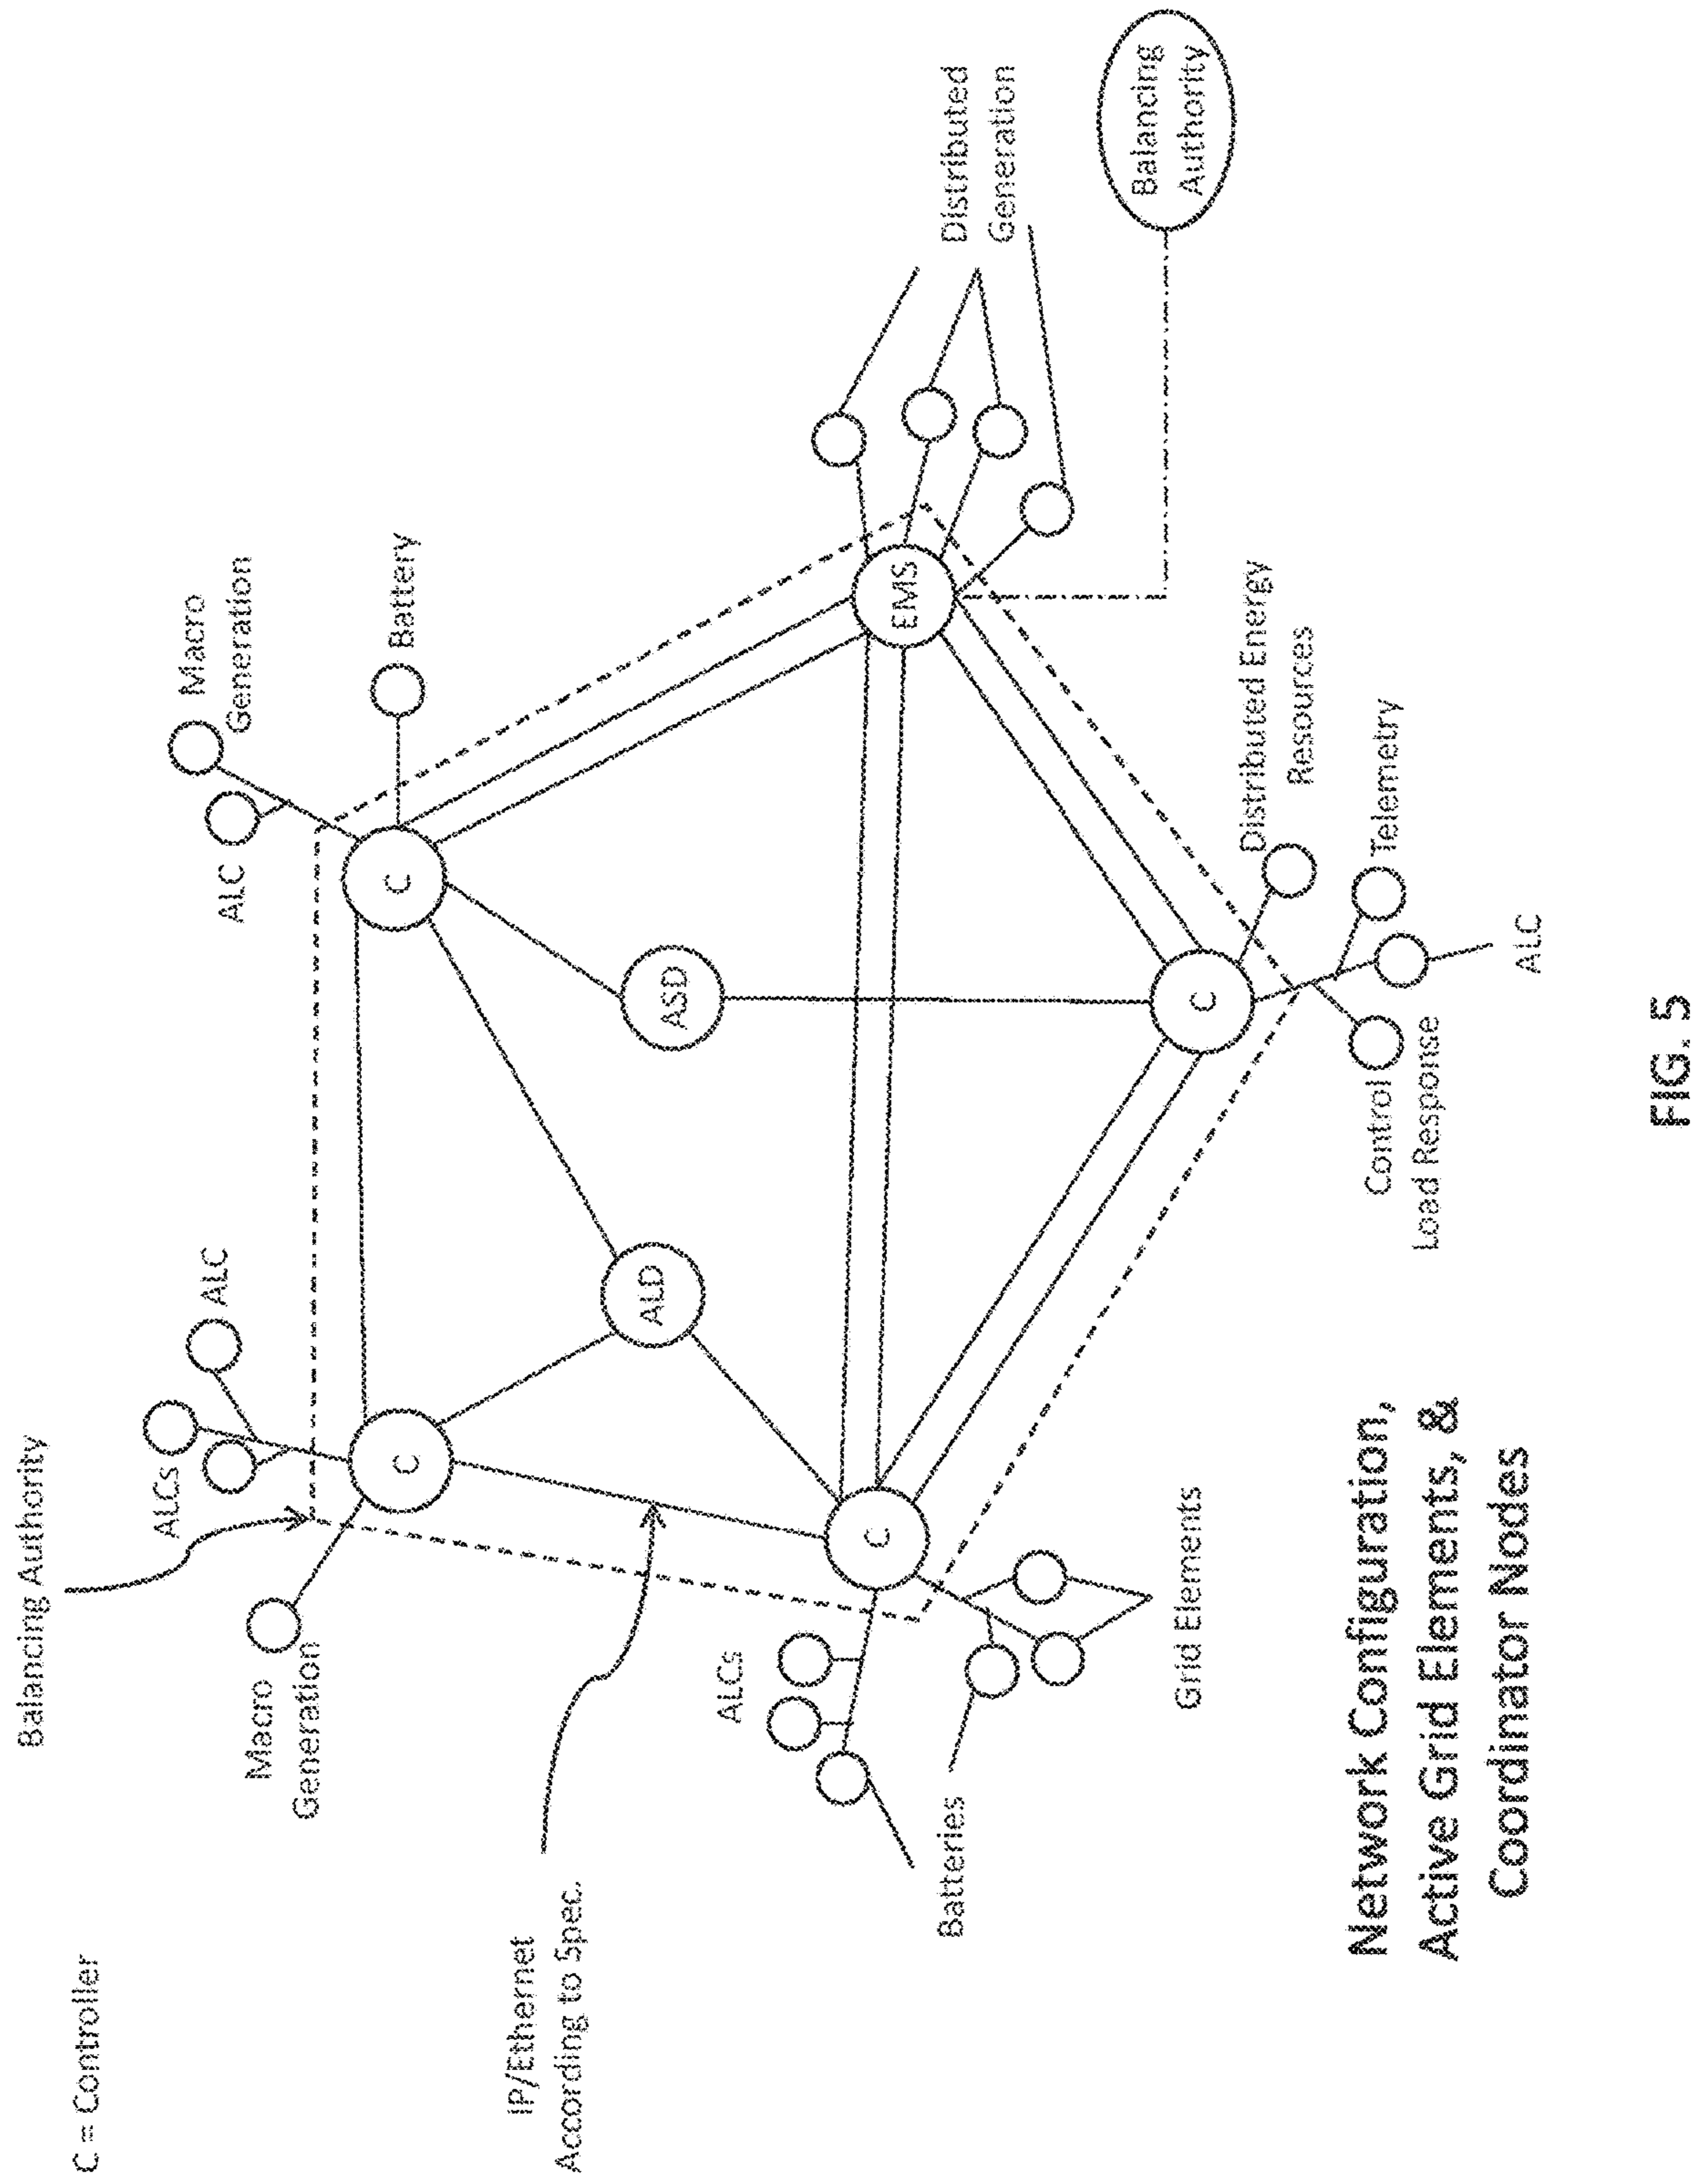 C = Controller
Balancing Authority
IP/Ethernet
According to Spec.
Macro
Generation
ALCs
ALC
ALC
Macro
Generation
Battery
C
C
ALD
ASD
C
C
EMS
Distributed
Generation
Balancing
Authority
ALCs
Batteries
Grid Elements
Distributed Energy
Resources
Telemetry
Control
Load Response
ALC
Network Configuration,
Active Grid Elements, &
Coordinator Nodes
FIG. 5